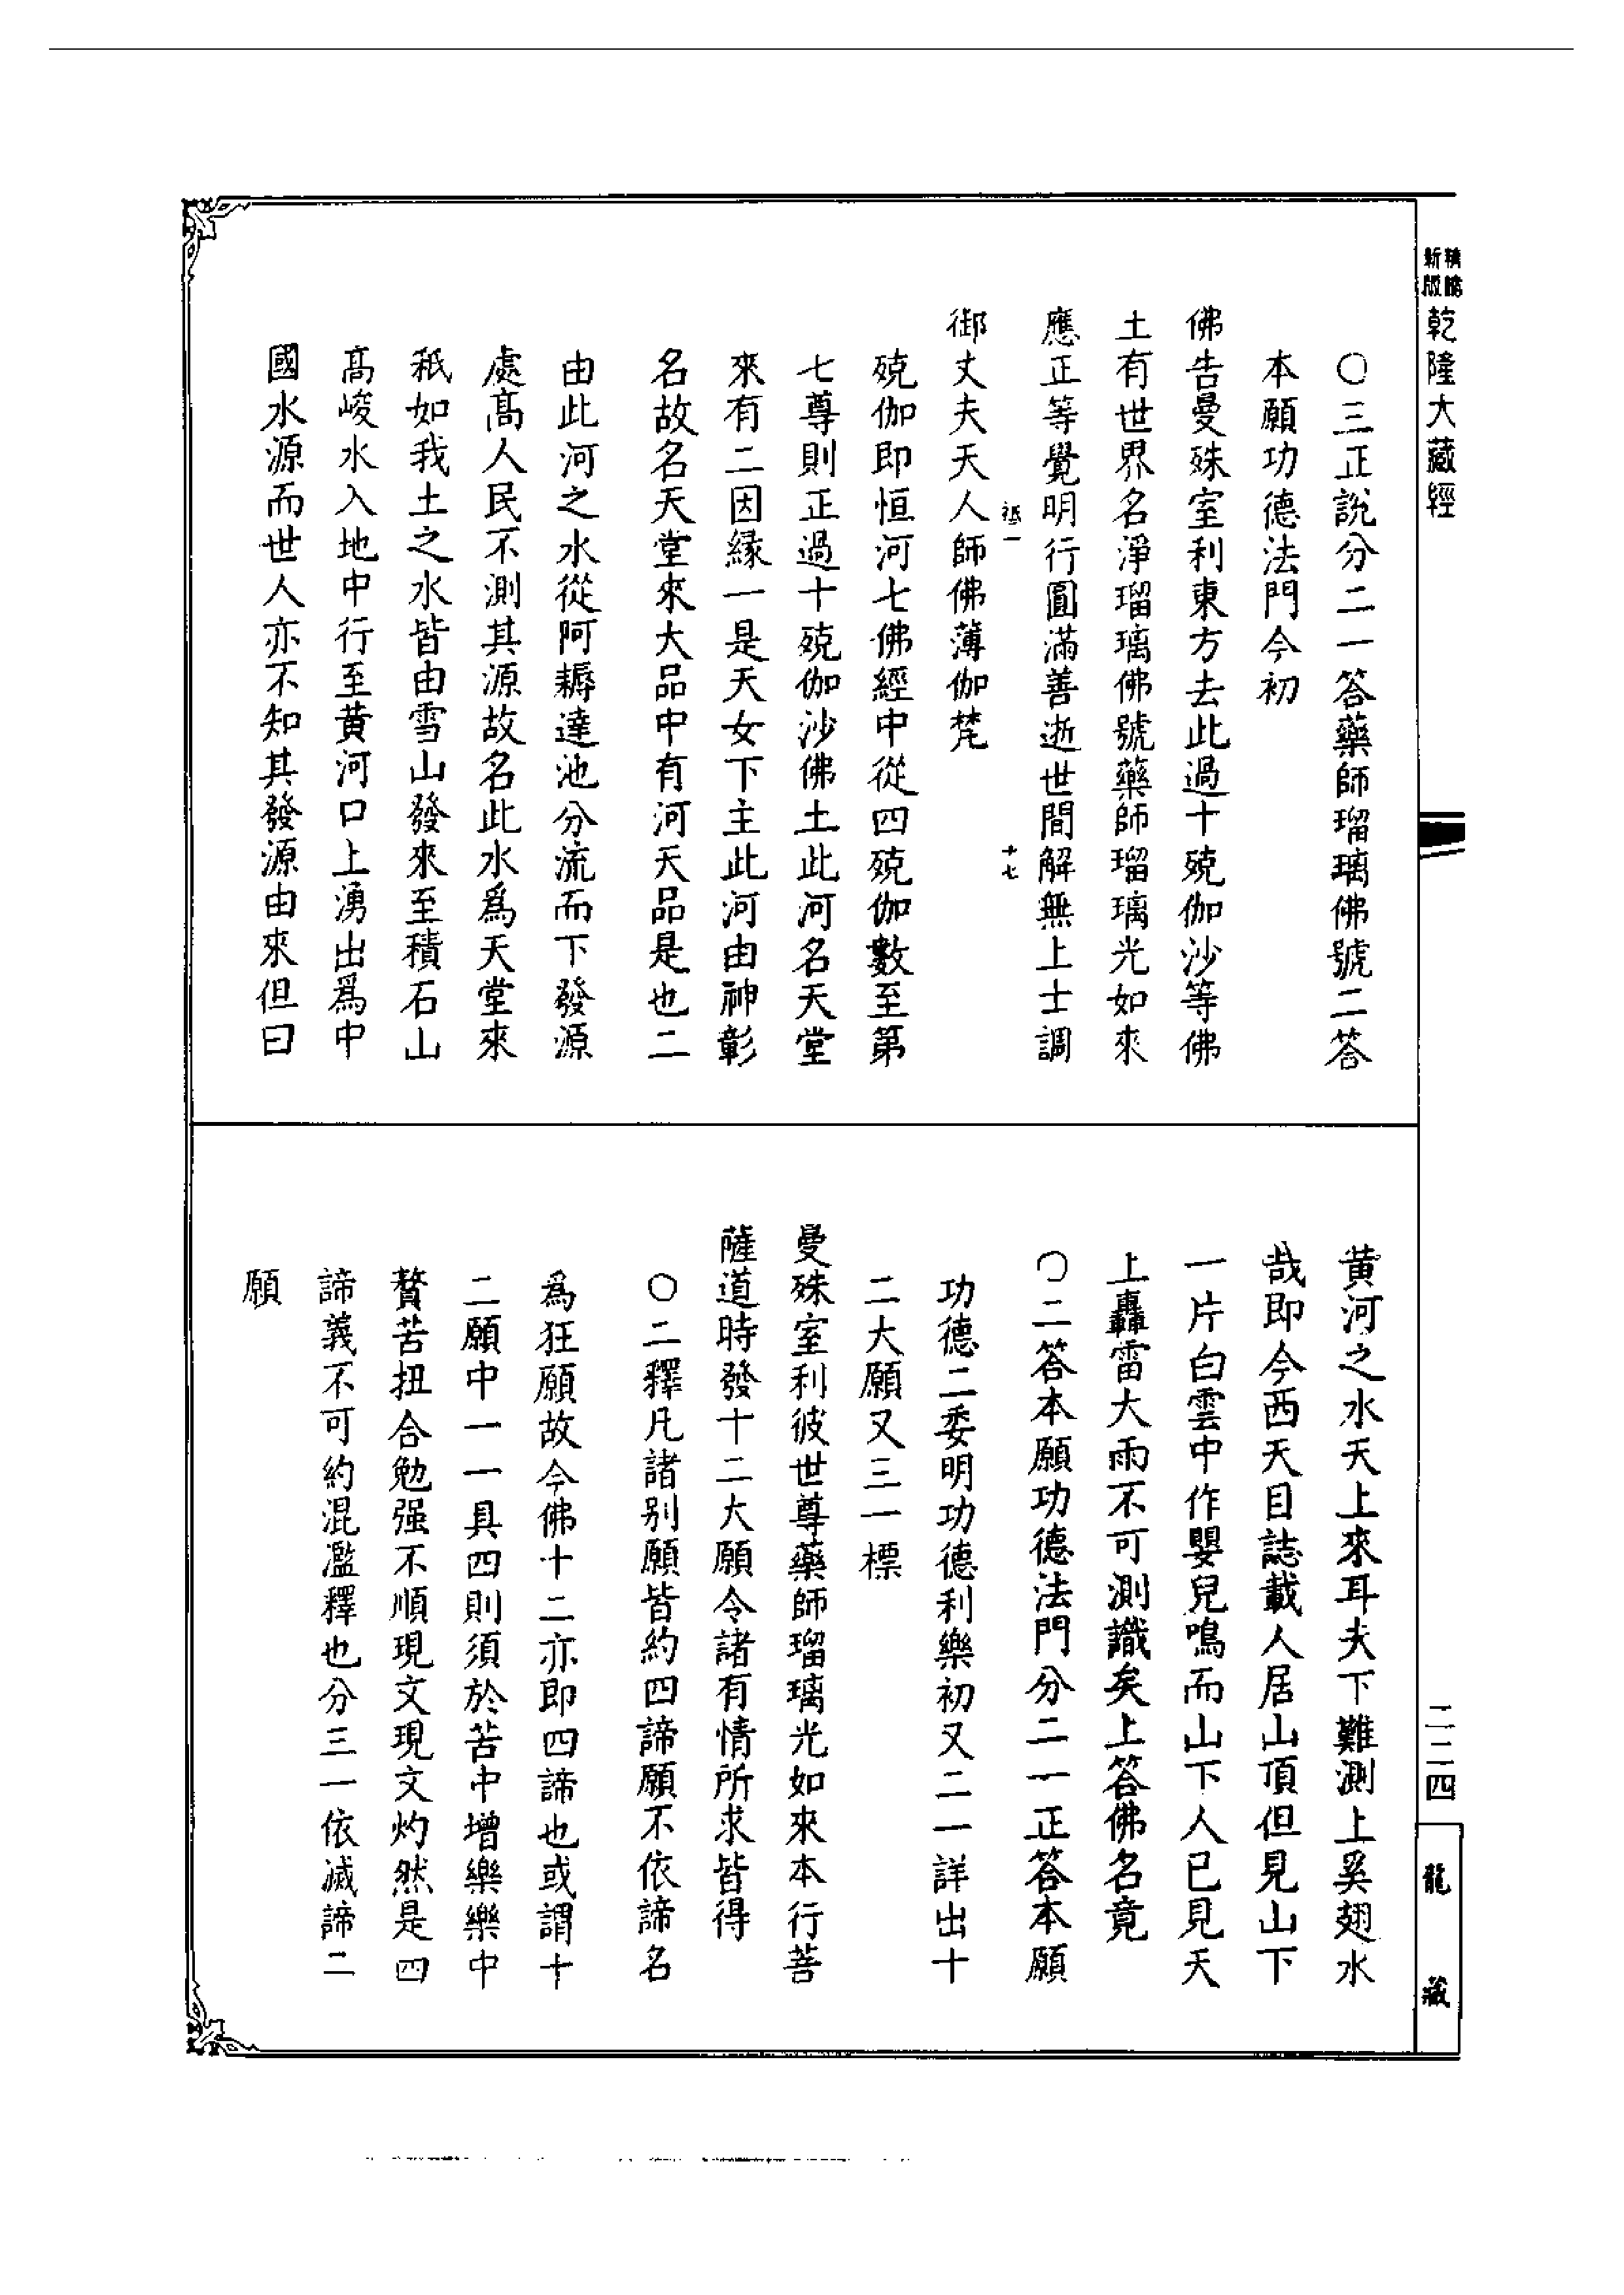 新版
乾隆大藏經
○三正說分二一答藥師瑠璃佛號二答
本願功德法門今初
佛告曼殊室利東方去此過十殑伽沙等佛
土有世界名淨瑠璃佛號藥師瑠璃光如來
應正等覺明行圓滿善逝世間解無上士調
十七
御丈夫天人師佛薄伽梵
殑伽即恒河七佛經中從四殑伽數至第
七尊則正過十殑伽沙佛土此河名天堂
來有二因緣一是天女下主此河由神彰
名故名天堂來大品中有河天品是也二
由此河之水從阿耨達池分流而下發源
處髙人民不測其源故名此水爲天堂來
秖如我土之水皆由雪山發來至積石山
髙峻水入地中行至黃河口上湧出爲中
國水源而世人亦不知其發源由來但曰
黃河之水天上來耳夫下難測上奚翅水
哉即今西天目誌載人居山頂但見山下
一片白雲中作嬰兒鳴而山下人已見天
上轟雷大雨不可測識矣上答佛名竟
○二答本願功德法門分二一正答本願
功德二委明功德利樂初又二一詳出十
二大願又三一標
曼殊室利彼世尊藥師瑠璃光如來本行菩
薩道時發十二大願令諸有情所求皆得
○二釋凡諸別願皆約四諦願不依諦名
爲狂願故今佛十二亦即四諦也或謂十
二願中一一具四則須於苦中增樂樂中
贅苦扭合勉强不順現文現文灼然是四
諦義不可約混濫釋也分三一依滅諦二
願
二二四
龍藏